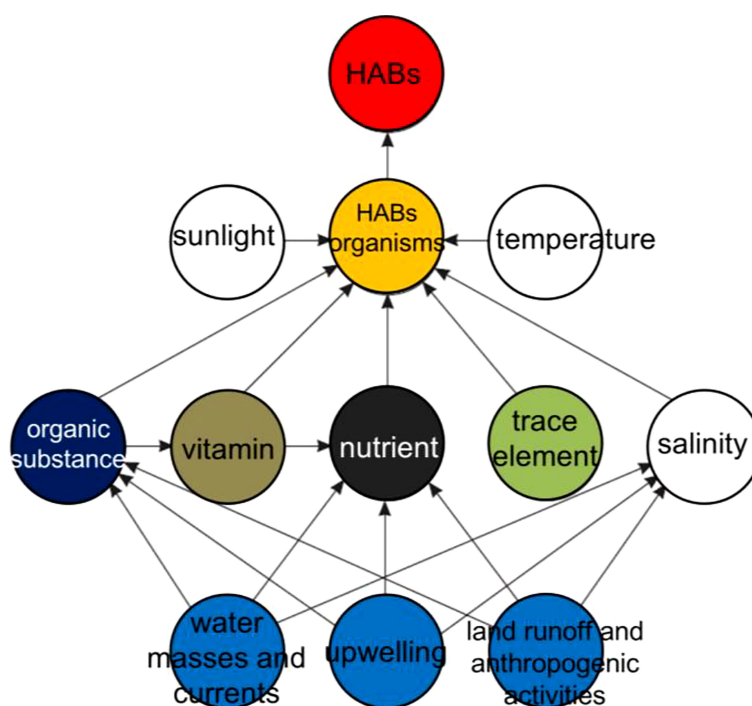 HABs
sunlight
HABs
organisms
temperature
organic
substance
vitamin
nutrient
trace
element
salinity
water
masses and
currents
upwelling
land runoff and
anthropogenic
activities